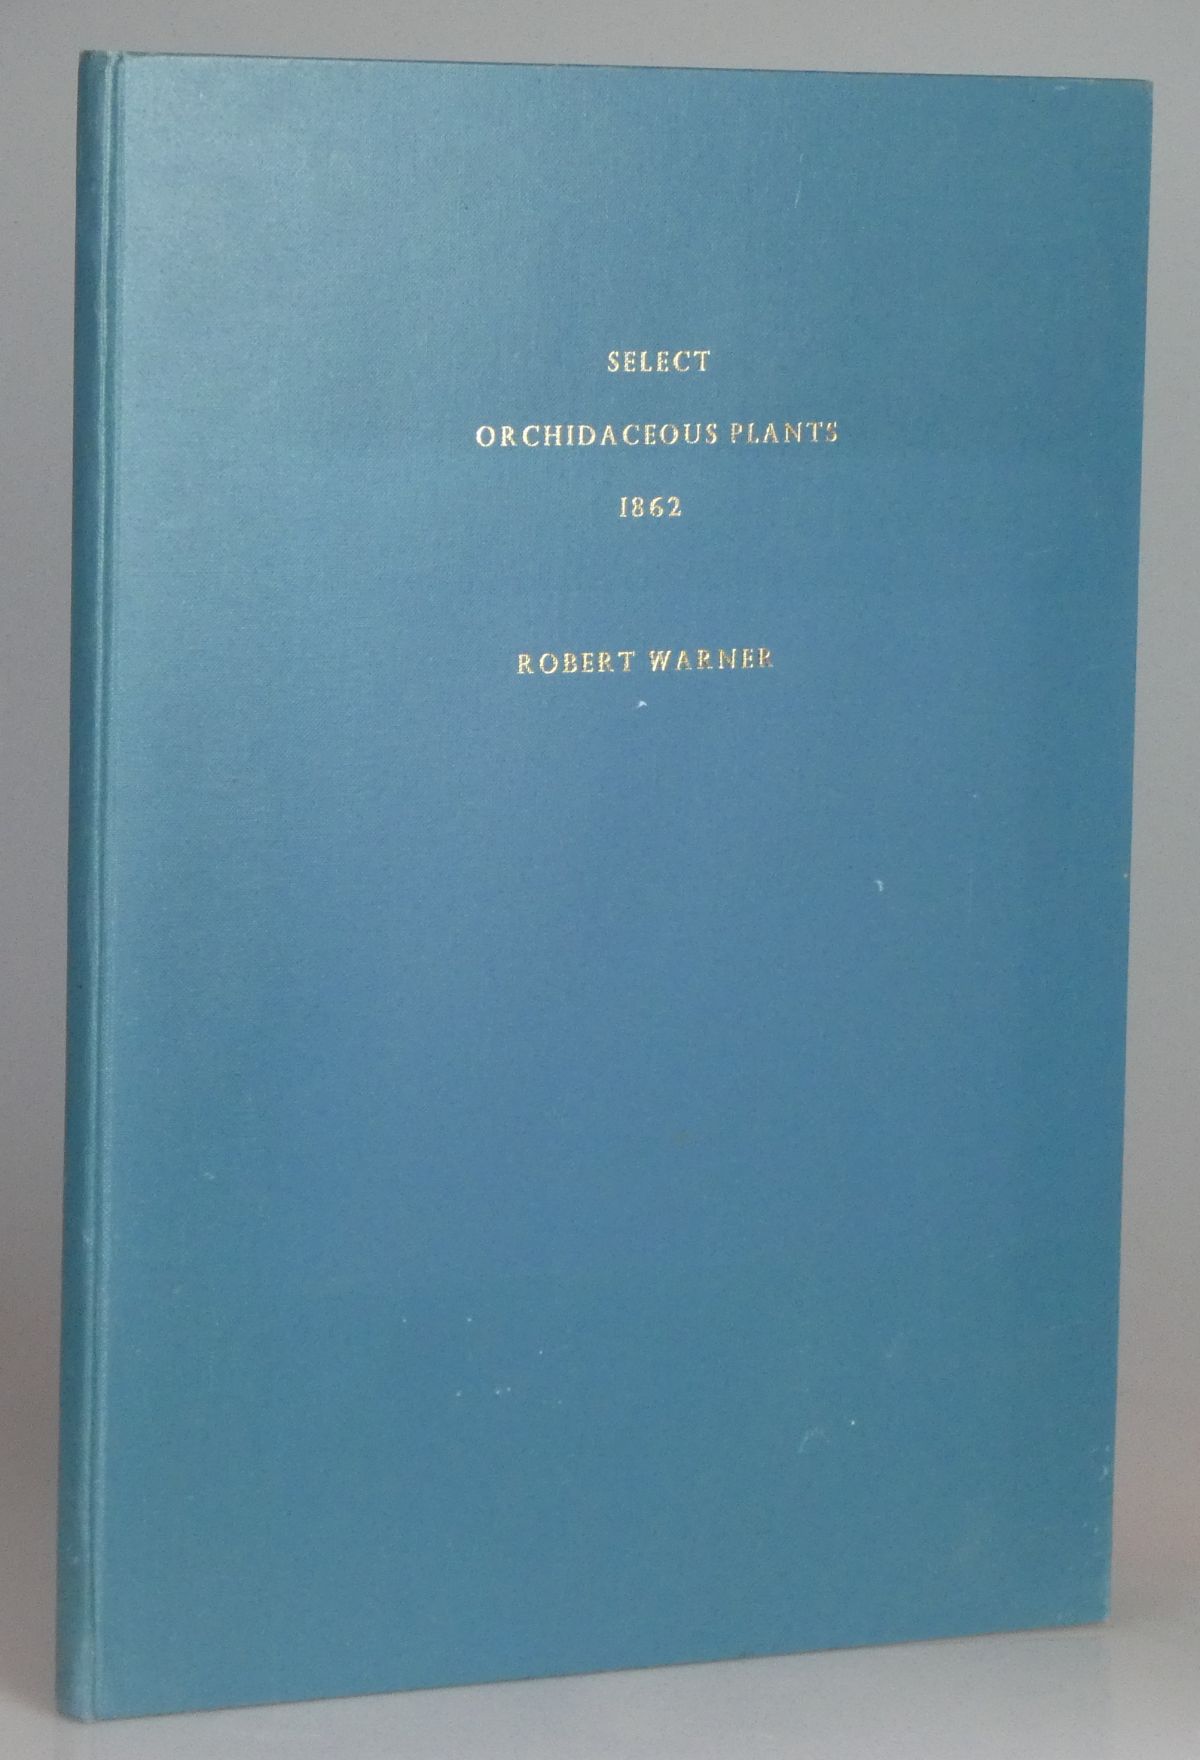 SELECT
ORCHIDACEOUS PLANTS
1862
ROBERT WARNER